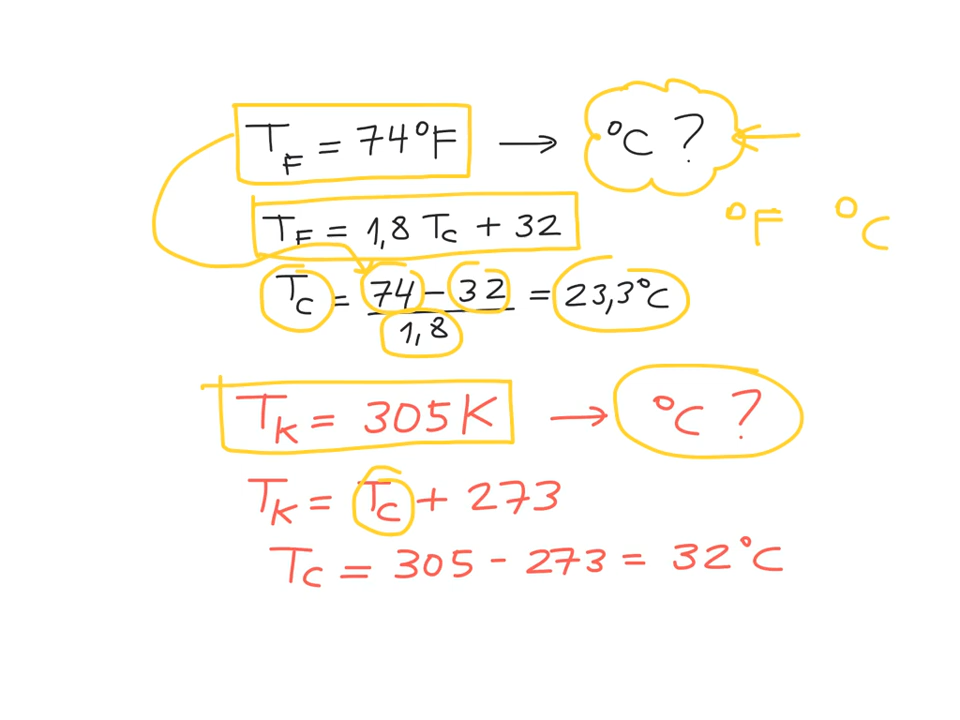 T_F = 74°F → °C ?
T_F = 1,8 T_C + 32
°F °C
T_C = (74 - 32) / 1,8 = 23,3°C
T_K = 305K → °C ?
T_K = T_C + 273
T_C = 305 - 273 = 32°C